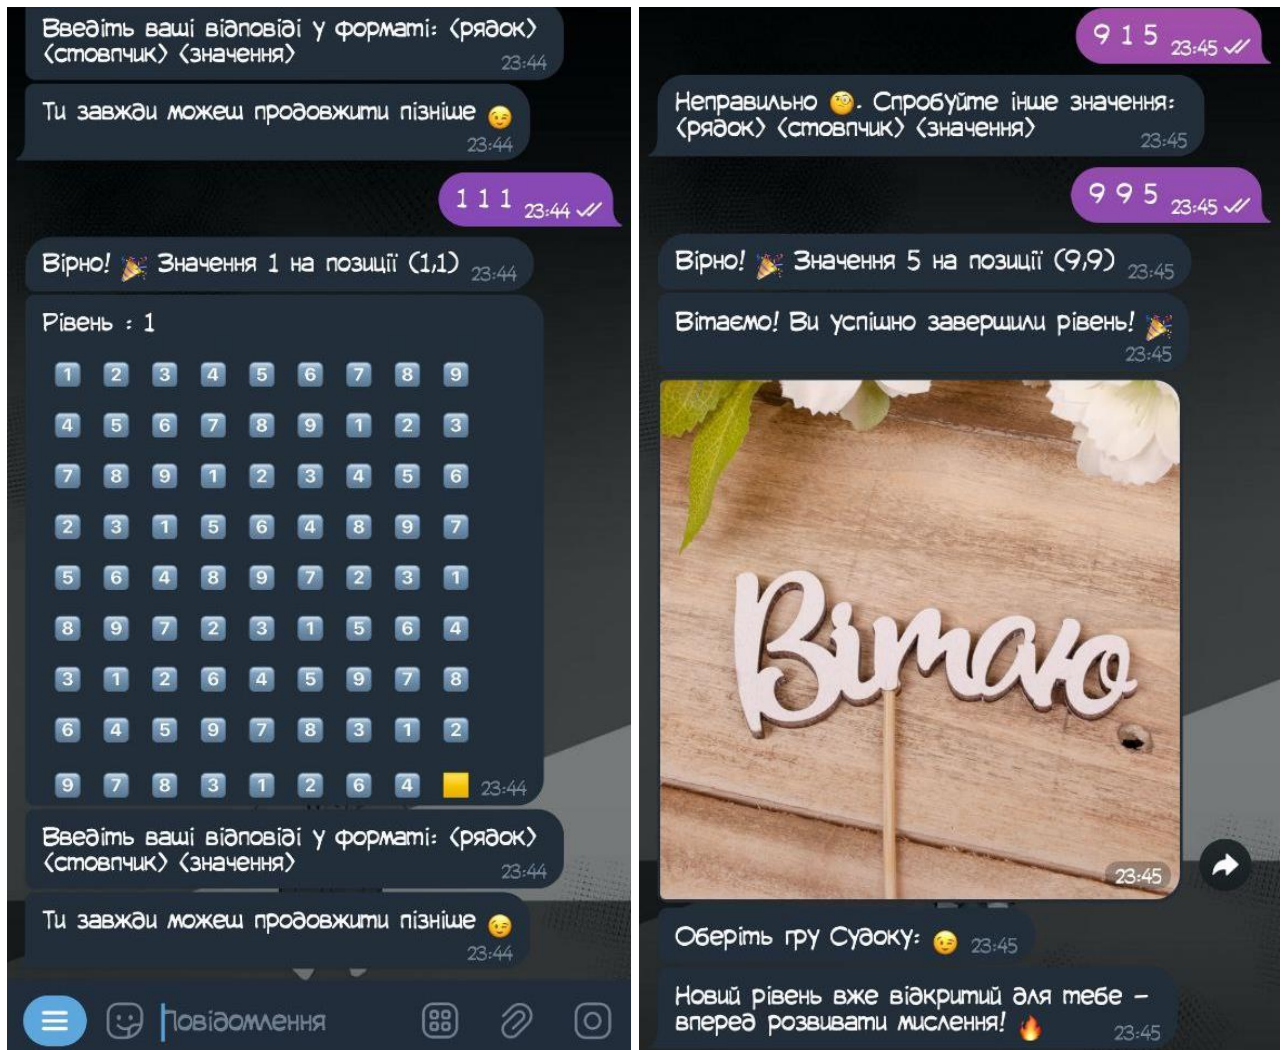 Введіть ваші відповіді у форматі: <рядок>
<стовпчик> <значення>
23:44
Ти завжди можеш продовжити пізніше 😉
23:44
1 1 1 23:44
Вірно! 🎉 Значення 1 на позиції (1,1) 23:44
Рівень : 1
1 2 3 4 5 6 7 8 9
4 5 6 7 8 9 1 2 3
7 8 9 1 2 3 4 5 6
2 3 1 5 6 4 8 9 7
5 6 4 8 9 7 2 3 1
8 9 7 2 3 1 5 6 4
3 1 2 6 4 5 9 7 8
6 4 5 9 7 8 3 1 2
9 7 8 3 1 2 6 4 🟨 23:44
Введіть ваші відповіді у форматі: <рядок>
<стовпчик> <значення>
23:44
Ти завжди можеш продовжити пізніше 😉
23:44
Повідомлення
9 1 5 23:45
Неправильно 🧐. Спробуйте інше значення:
<рядок> <стовпчик> <значення>
23:45
9 9 5 23:45
Вірно! 🎉 Значення 5 на позиції (9,9) 23:45
Вітаємо! Ви успішно завершили рівень! 🎉
23:45
Вітаю
23:45
Оберіть гру Судоку: 😉 23:45
Новий рівень вже відкритий для тебе –
вперед розвивати мислення! 🔥
23:45